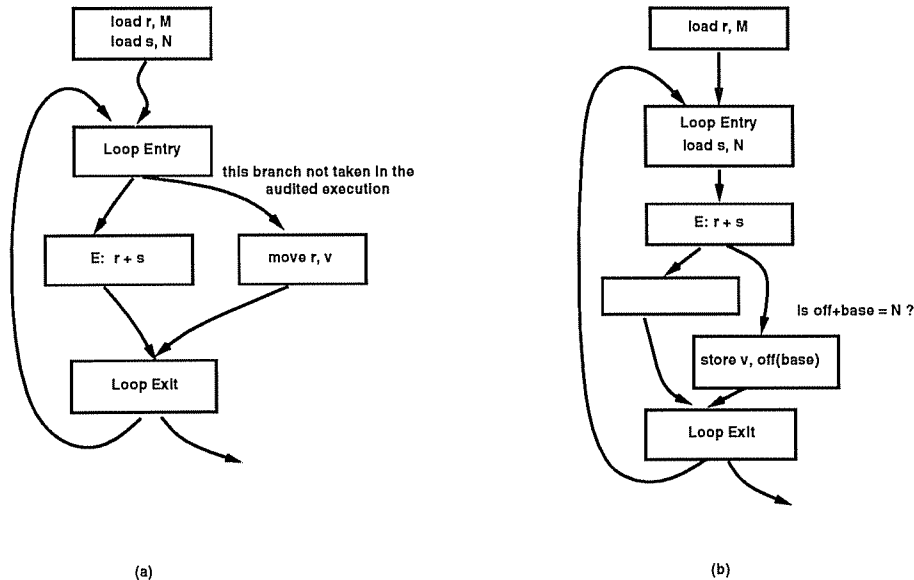 load r, M
load s, N
Loop Entry
this branch not taken in the
audited execution
E: r + s
move r, v
Loop Exit
(a)
load r, M
Loop Entry
load s, N
E: r + s
Is off+base = N ?
store v, off(base)
Loop Exit
(b)